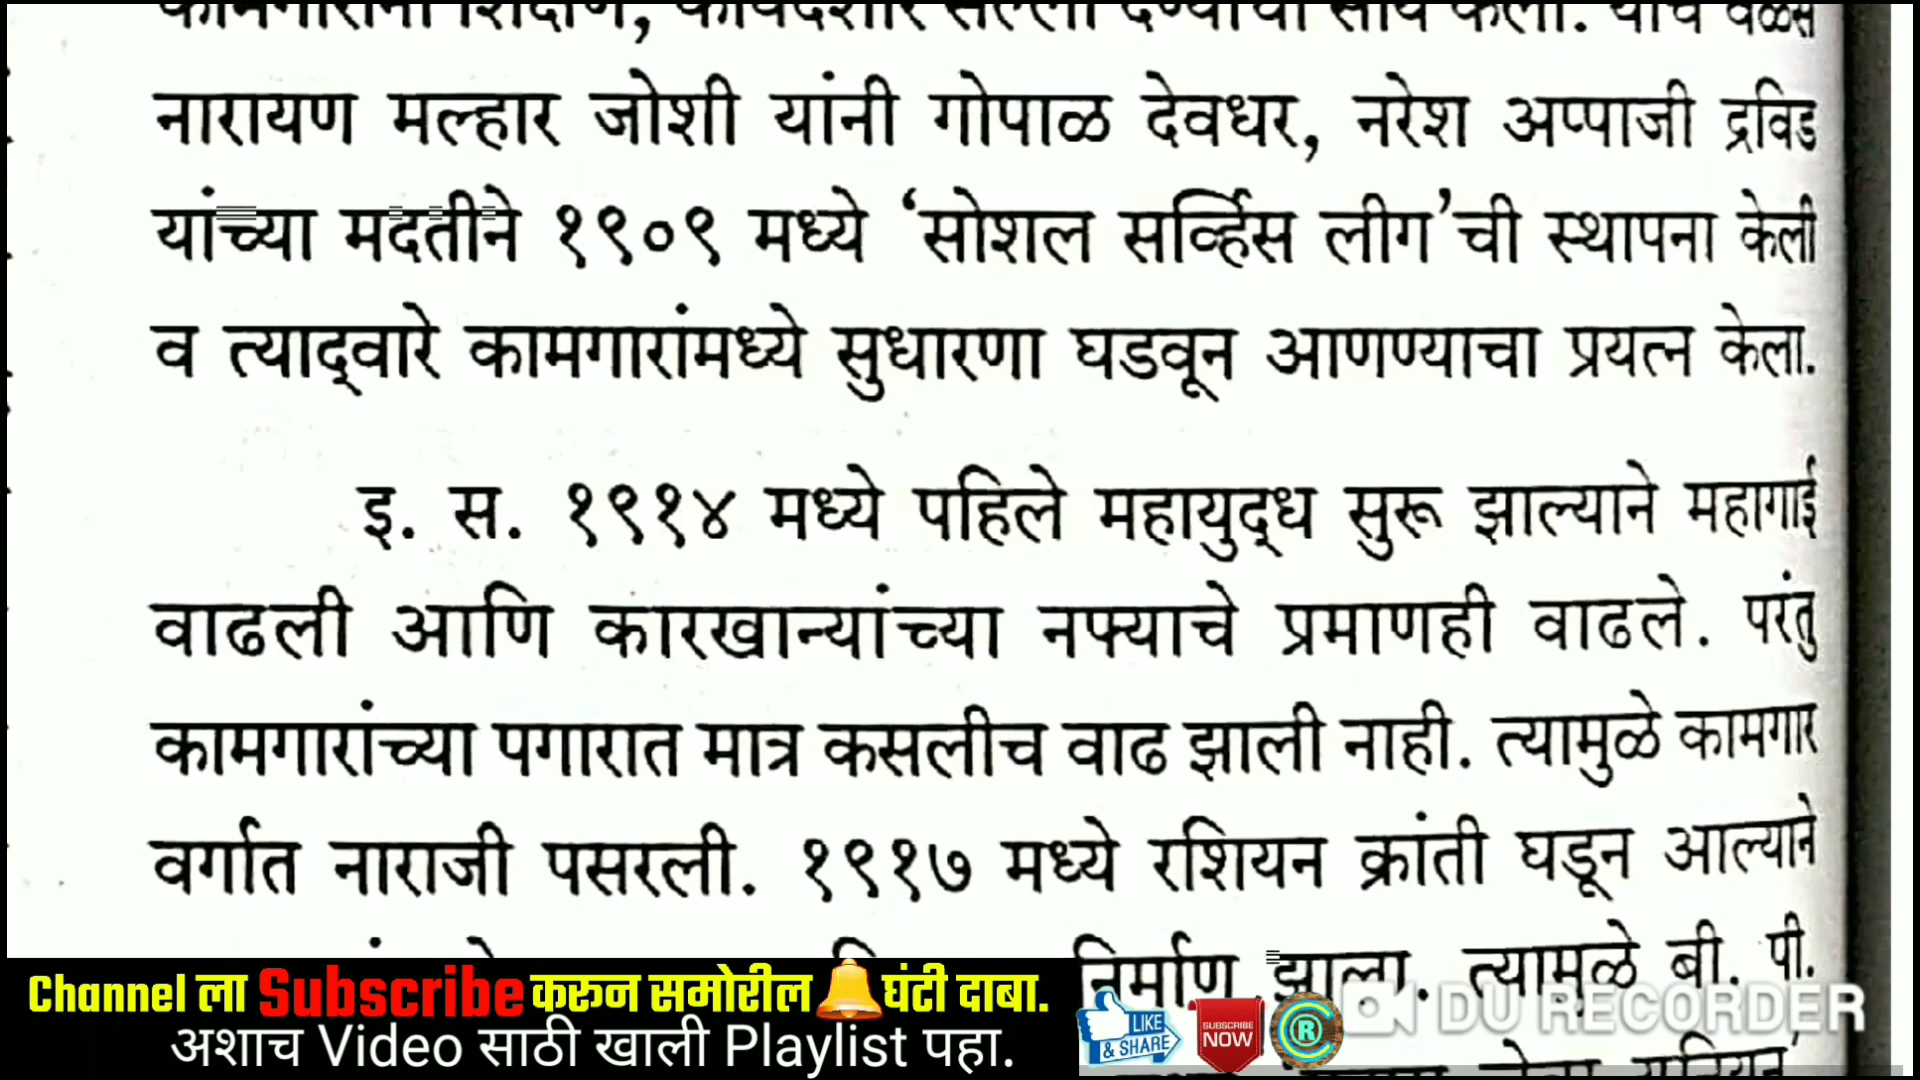 सल्ला देण्याची सोय केली. याच वेळेस
नारायण मल्हार जोशी यांनी गोपाळ देवधर, नरेश अप्पाजी द्रविड
यांच्या मदतीने १९०९ मध्ये ‘सोशल सर्व्हिस लीग’ची स्थापना केली
व त्याद्‌वारे कामगारांमध्ये सुधारणा घडवून आणण्याचा प्रयत्न केला.
इ. स. १९१४ मध्ये पहिले महायुद्‌ध सुरू झाल्याने महागाई
वाढली आणि कारखान्यांच्या नफ्याचे प्रमाणही वाढले. परंतु
कामगारांच्या पगारात मात्र कसलीच वाढ झाली नाही. त्यामुळे कामगार
वर्गात नाराजी पसरली. १९१७ मध्ये रशियन क्रांती घडून आल्याने
निर्माण झाला. त्यामुळे बी. पी.
Channel ला Subscribe करून समोरील घंटी दाबा.
अशाच Video साठी खाली Playlist पहा.
LIKE & SHARE
SUBSCRIBE NOW
R
DU RECORDER